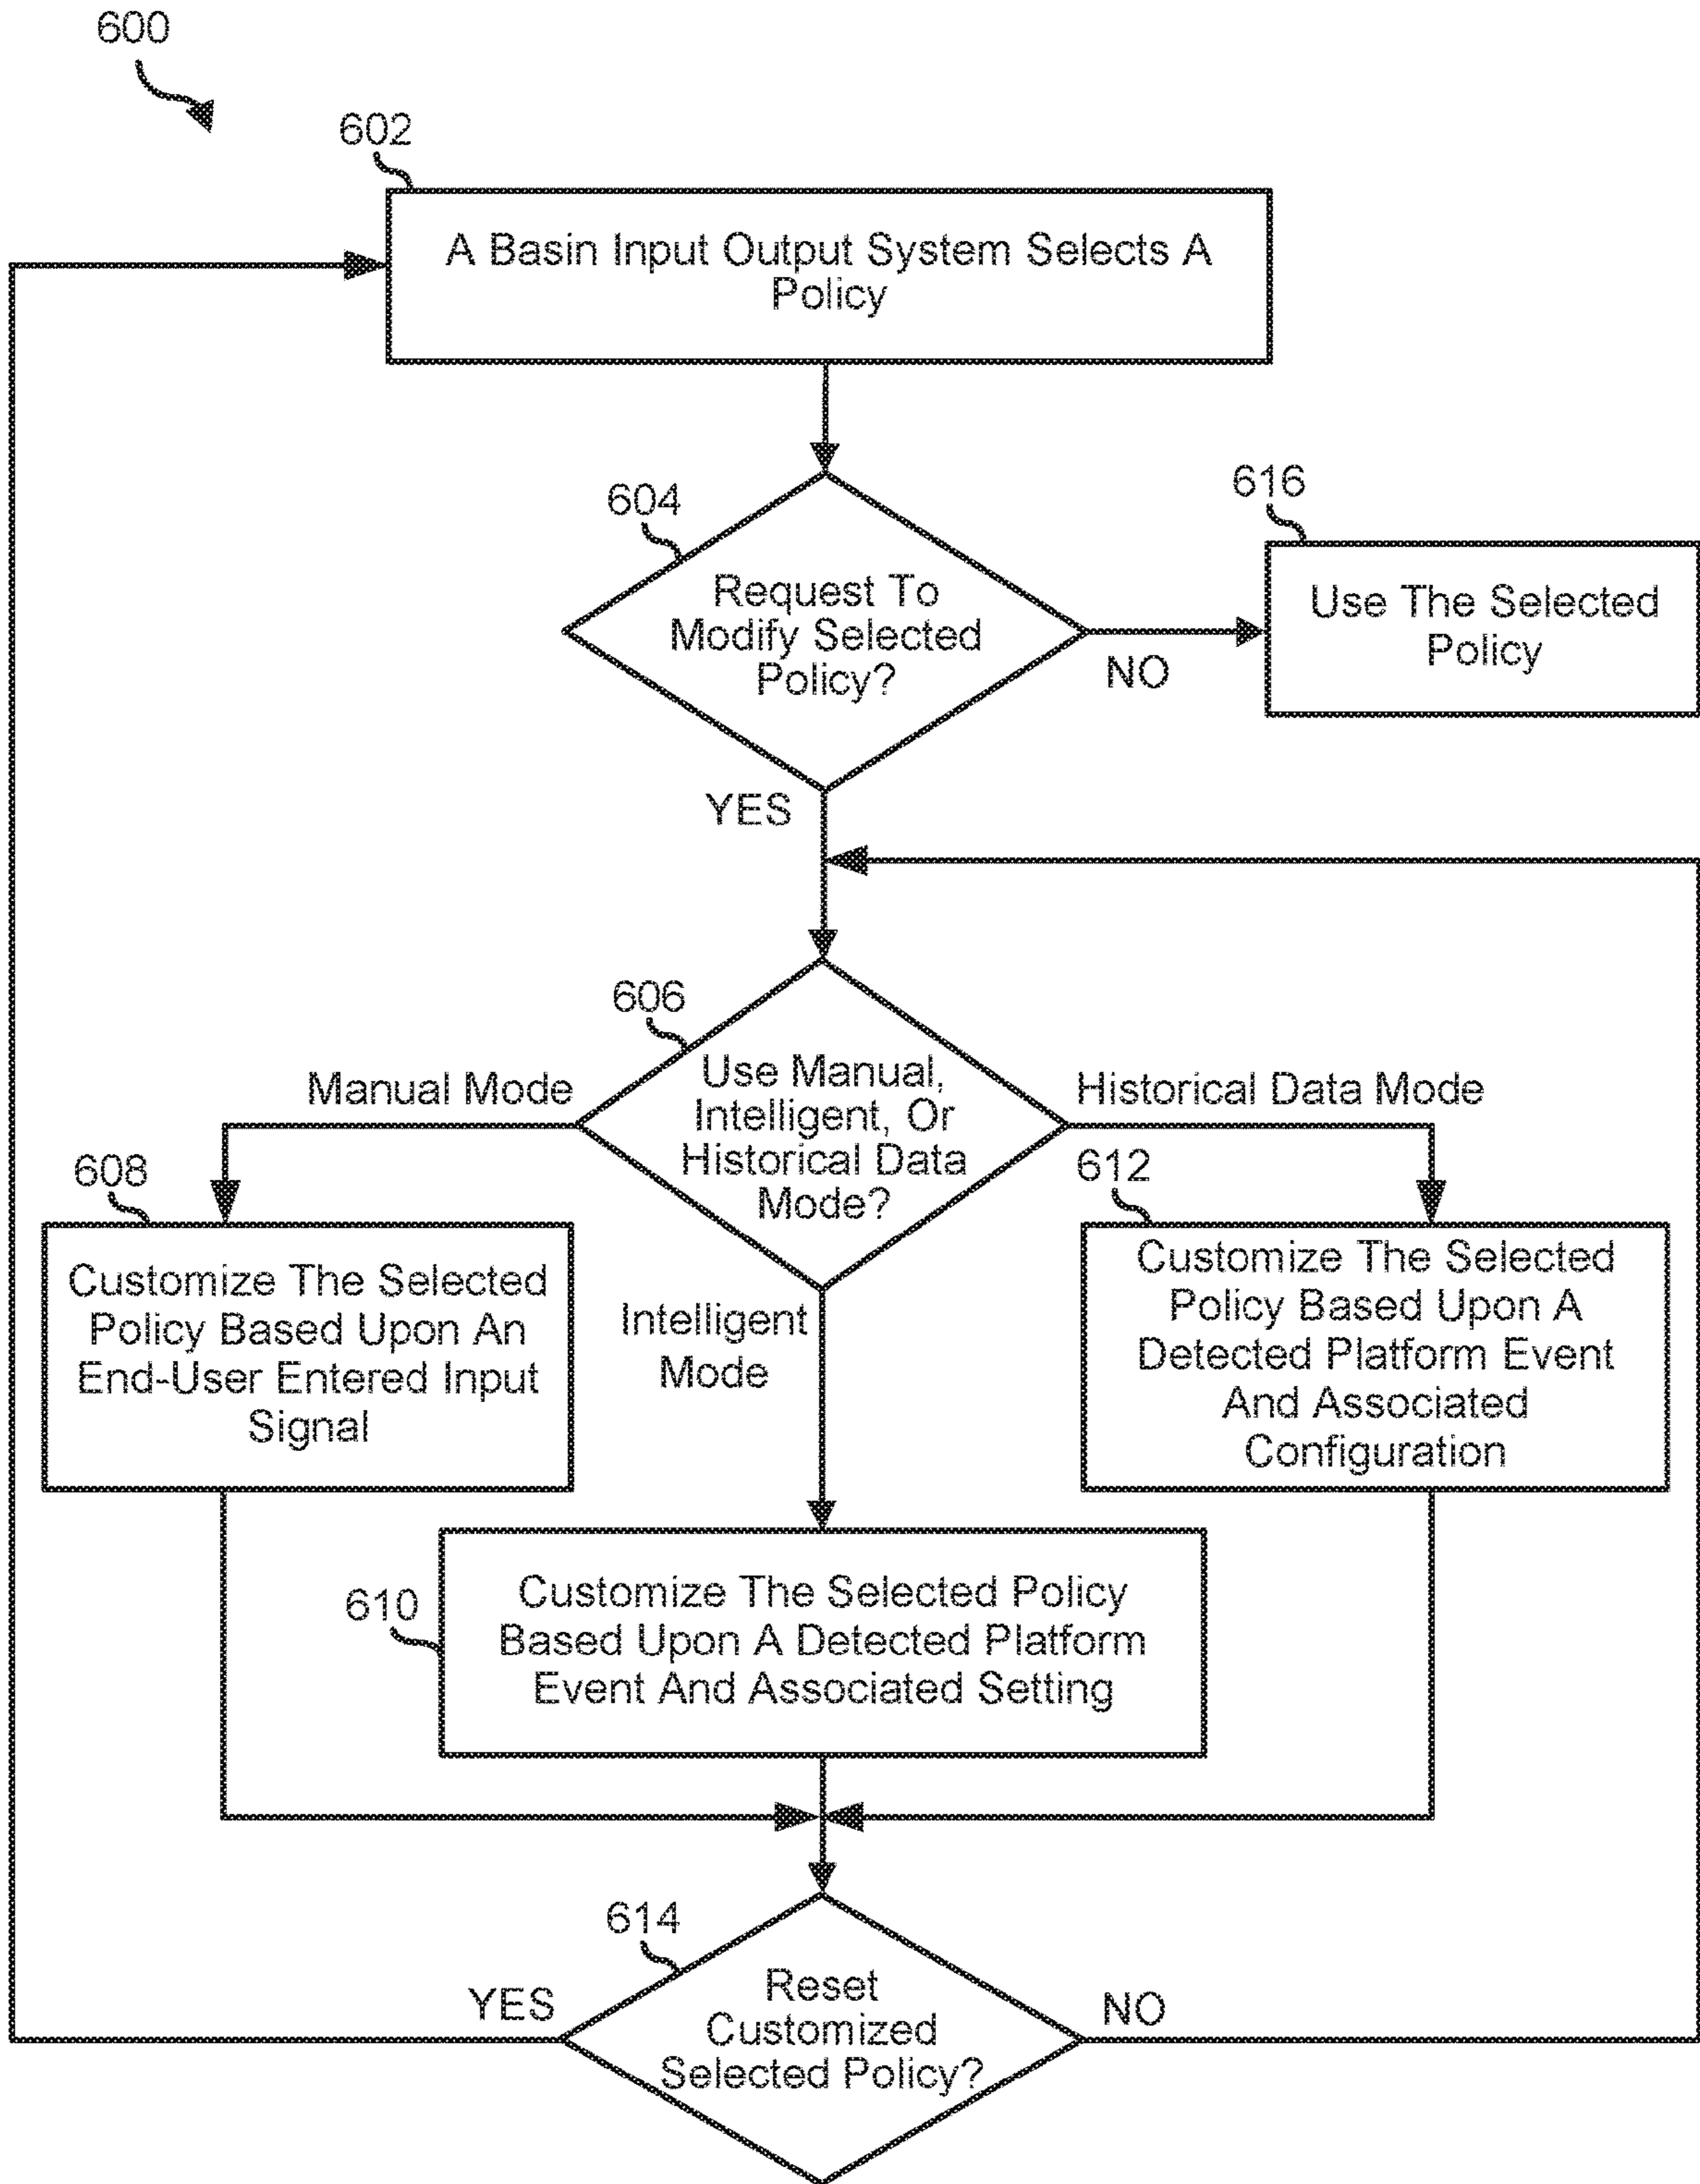 600
602
A Basin Input Output System Selects A
Policy
604
Request To
Modify Selected
Policy?
NO
616
Use The Selected
Policy
YES
606
Use Manual,
Intelligent, Or
Historical Data
Mode?
Manual Mode
Historical Data Mode
608
Customize The Selected
Policy Based Upon An
End-User Entered Input
Signal
Intelligent
Mode
612
Customize The Selected
Policy Based Upon A
Detected Platform Event
And Associated
Configuration
610
Customize The Selected Policy
Based Upon A Detected Platform
Event And Associated Setting
614
YES
Reset
Customized
Selected Policy?
NO